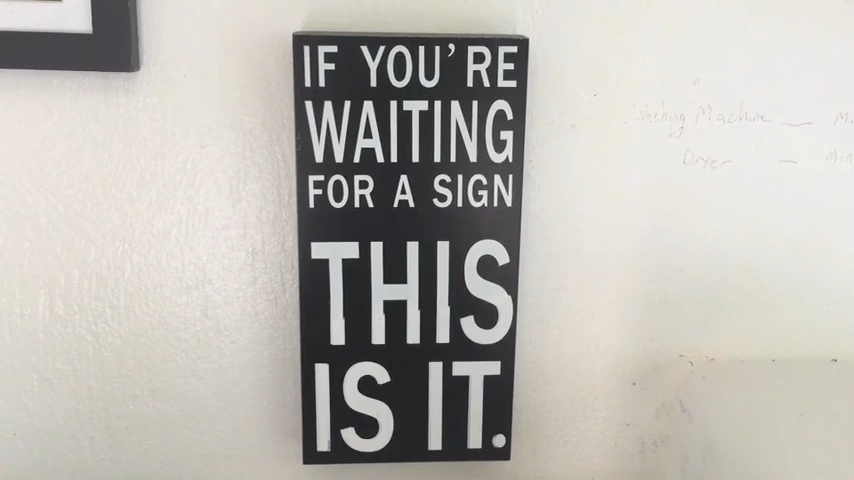 IF YOU'RE
WAITING
FOR A SIGN
THIS
IS IT.
Washing Machine —
Dryer —